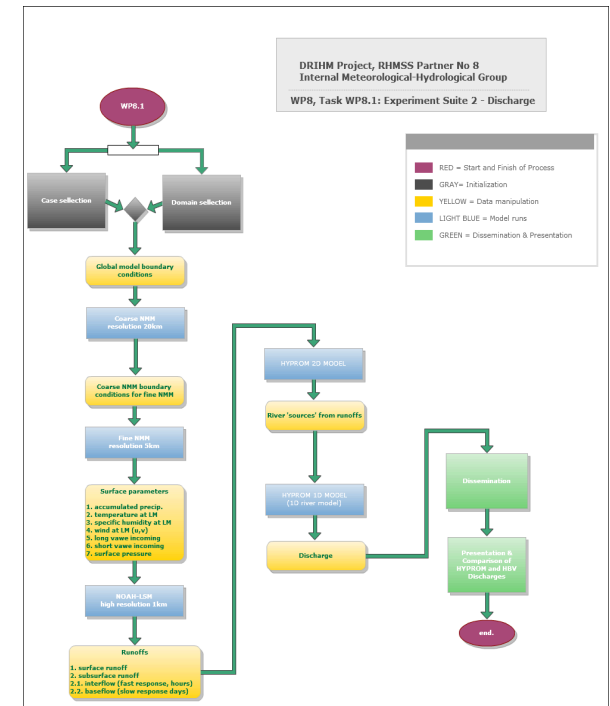 DRIHM Project, RHMSS Partner No 8
Internal Meteorological-Hydrological Group
WP8, Task WP8.1: Experiment Suite 2 - Discharge
RED = Start and Finish of Process
GRAY= Initialization
YELLOW = Data manipulation
LIGHT BLUE = Model runs
GREEN = Dissemination & Presentation
WP8.1
Case selection
Domain selection
Global model boundary
conditions
Coarse NMM
resolution 20km
Coarse NMM boundary
conditions for fine NMM
Fine NMM
resolution 5km
Surface parameters
1. accumulated precip.
2. temperature at LM
3. specific humidity at LM
4. wind at LM (u,v)
5. long vawe incoming
6. short vawe incoming
7. surface pressure
NOAH-LSM
high resolution 1km
Runoffs
1. surface runoff
2. subsurface runoff
2.1. interflow (fast response, hours)
2.2. baseflow (slow response days)
HYPROM 2D MODEL
River 'sources' from runoffs
HYPROM 1D MODEL
(1D river model)
Discharge
Dissemination
Presentation &
Comparison of
HYPROM and HBV
Discharges
end.